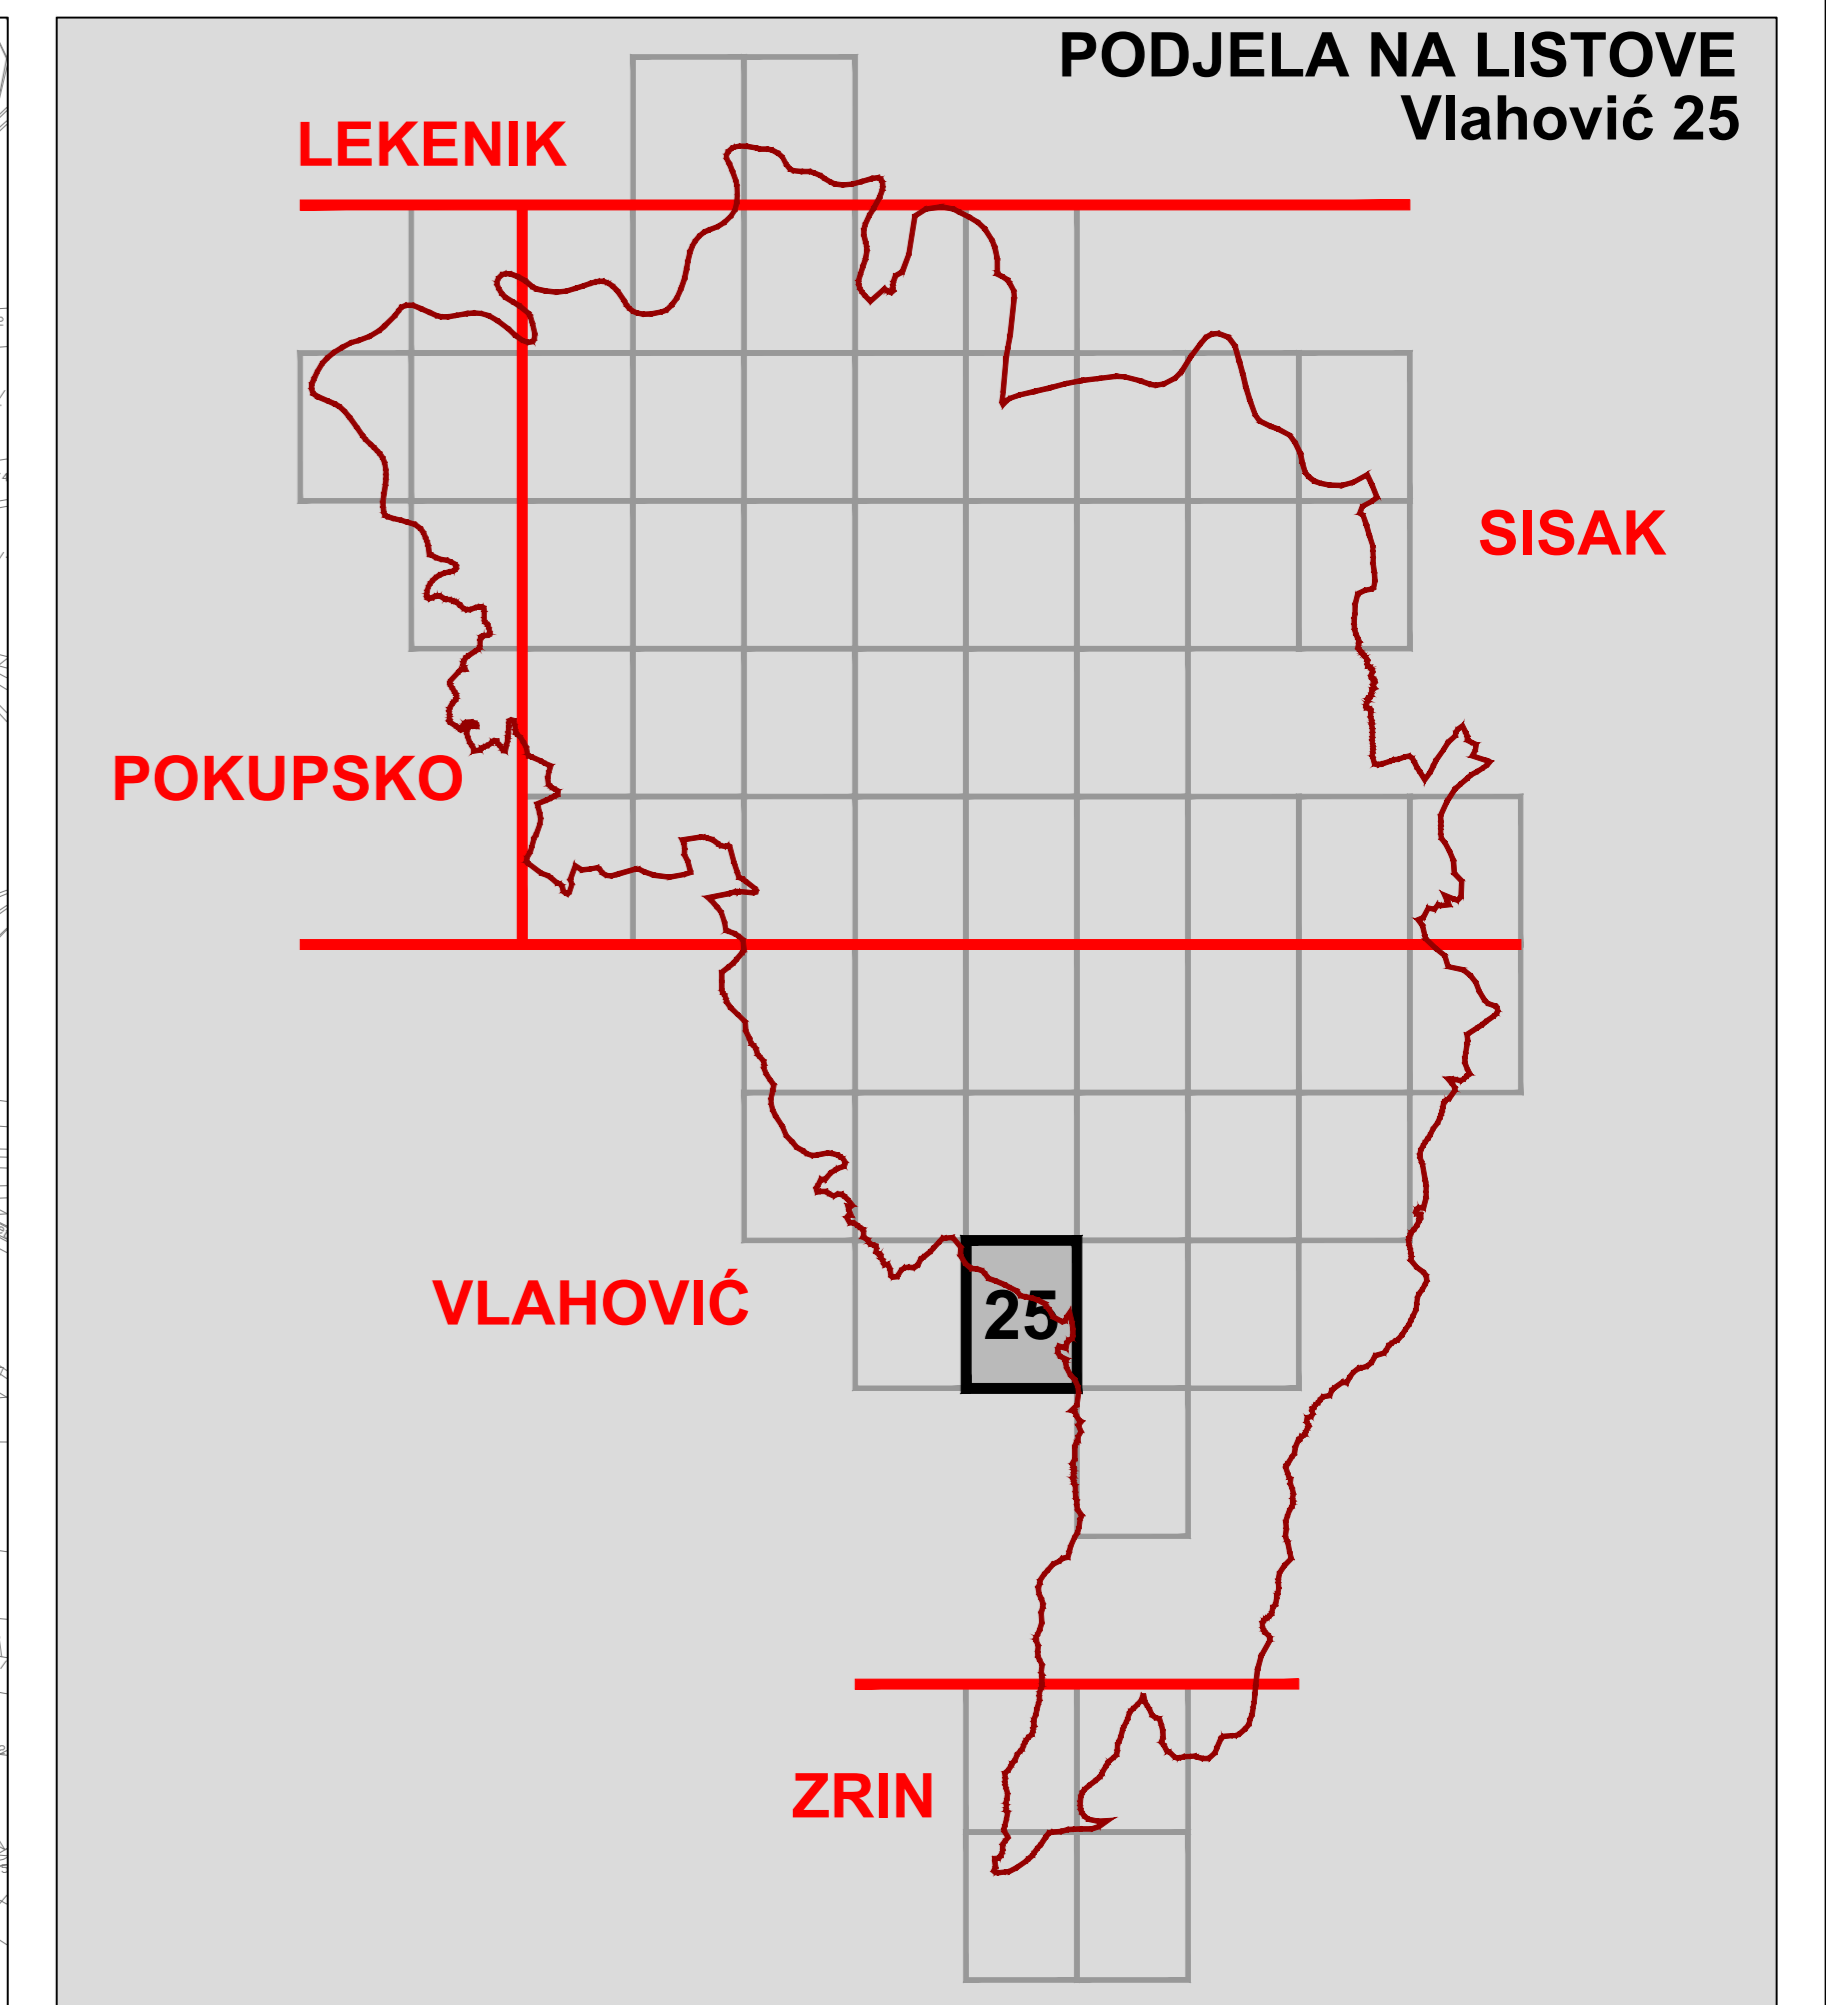 PODJELA NA LISTOVE
Vlahović 25
LEKENIK
SISAK
POKUPSKO
VLAHOVIĆ
25
ZRIN